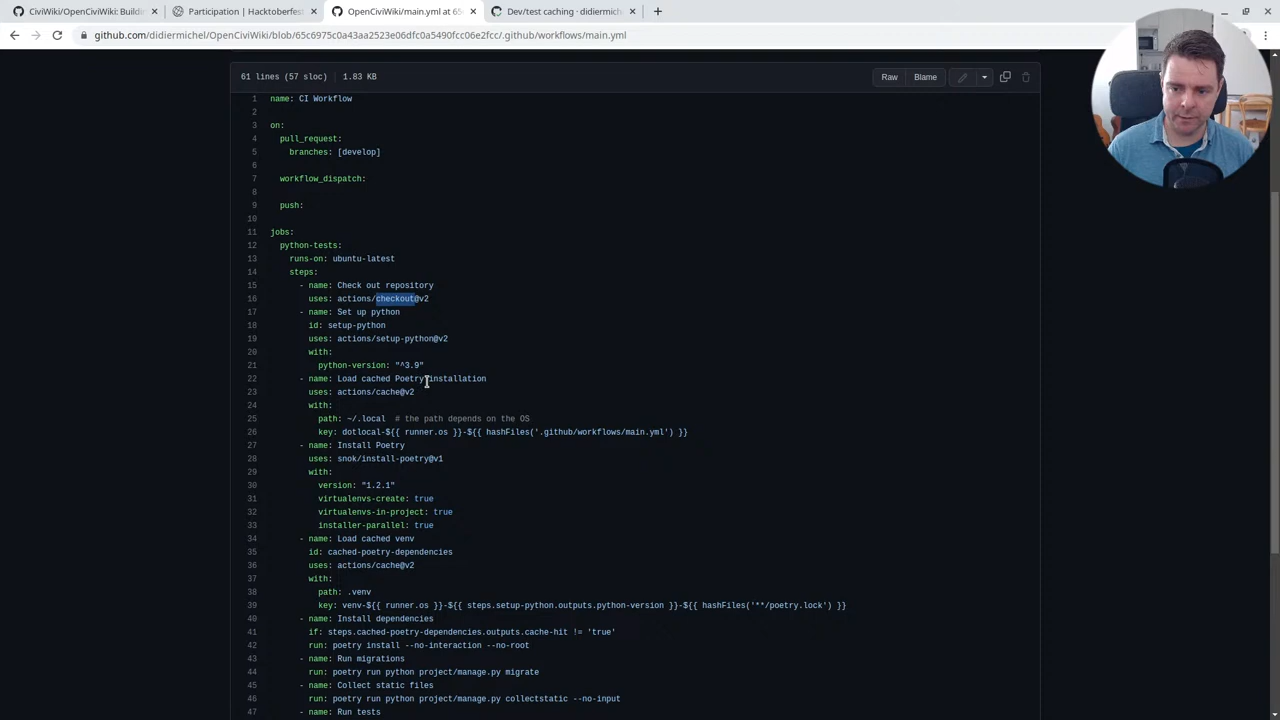 CiviWiki/OpenCiviWiki: Buildi
Participation | Hacktoberfes
OpenCiviWiki/main.yml at 65
Dev/test caching · didiermich
github.com/didiermichel/OpenCiviWiki/blob/65c6975c0a43aa2523e06dfc0a5490fcc06e2fcc/.github/workflows/main.yml
61 lines (57 sloc) 1.83 KB
Raw Blame
1 name: CI Workflow
2
3 on:
4 pull_request:
5 branches: [develop]
6
7 workflow_dispatch:
8
9 push:
10
11 jobs:
12 python-tests:
13 runs-on: ubuntu-latest
14 steps:
15 - name: Check out repository
16 uses: actions/checkout@v2
17 - name: Set up python
18 id: setup-python
19 uses: actions/setup-python@v2
20 with:
21 python-version: "^3.9"
22 - name: Load cached Poetry installation
23 uses: actions/cache@v2
24 with:
25 path: ~/.local # the path depends on the OS
26 key: dotlocal-${{ runner.os }}-${{ hashFiles('.github/workflows/main.yml') }}
27 - name: Install Poetry
28 uses: snok/install-poetry@v1
29 with:
30 version: "1.2.1"
31 virtualenvs-create: true
32 virtualenvs-in-project: true
33 installer-parallel: true
34 - name: Load cached venv
35 id: cached-poetry-dependencies
36 uses: actions/cache@v2
37 with:
38 path: .venv
39 key: venv-${{ runner.os }}-${{ steps.setup-python.outputs.python-version }}-${{ hashFiles('**/poetry.lock') }}
40 - name: Install dependencies
41 if: steps.cached-poetry-dependencies.outputs.cache-hit != 'true'
42 run: poetry install --no-interaction --no-root
43 - name: Run migrations
44 run: poetry run python project/manage.py migrate
45 - name: Collect static files
46 run: poetry run python project/manage.py collectstatic --no-input
47 - name: Run tests